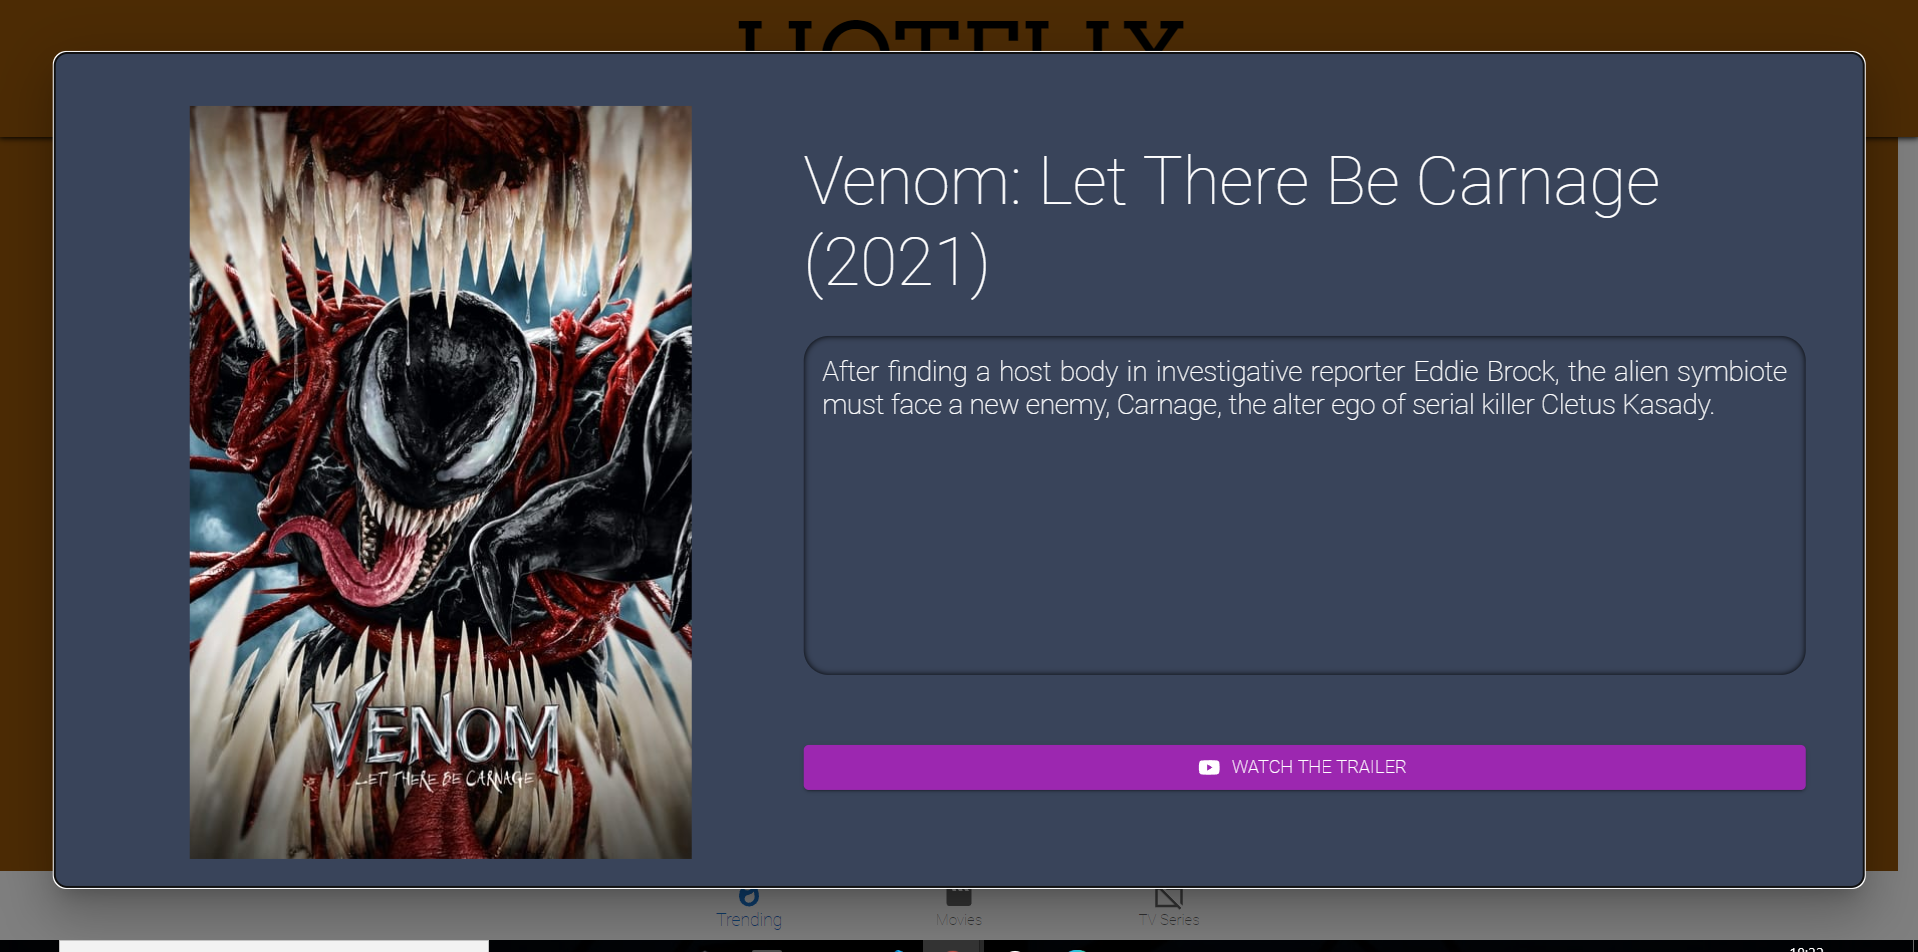 HOTFLIX
Venom: Let There Be Carnage
(2021)
After finding a host body in investigative reporter Eddie Brock, the alien symbiote
must face a new enemy, Carnage, the alter ego of serial killer Cletus Kasady.
VENOM
LET THERE BE CARNAGE
WATCH THE TRAILER
Trending
Movies
TV Series